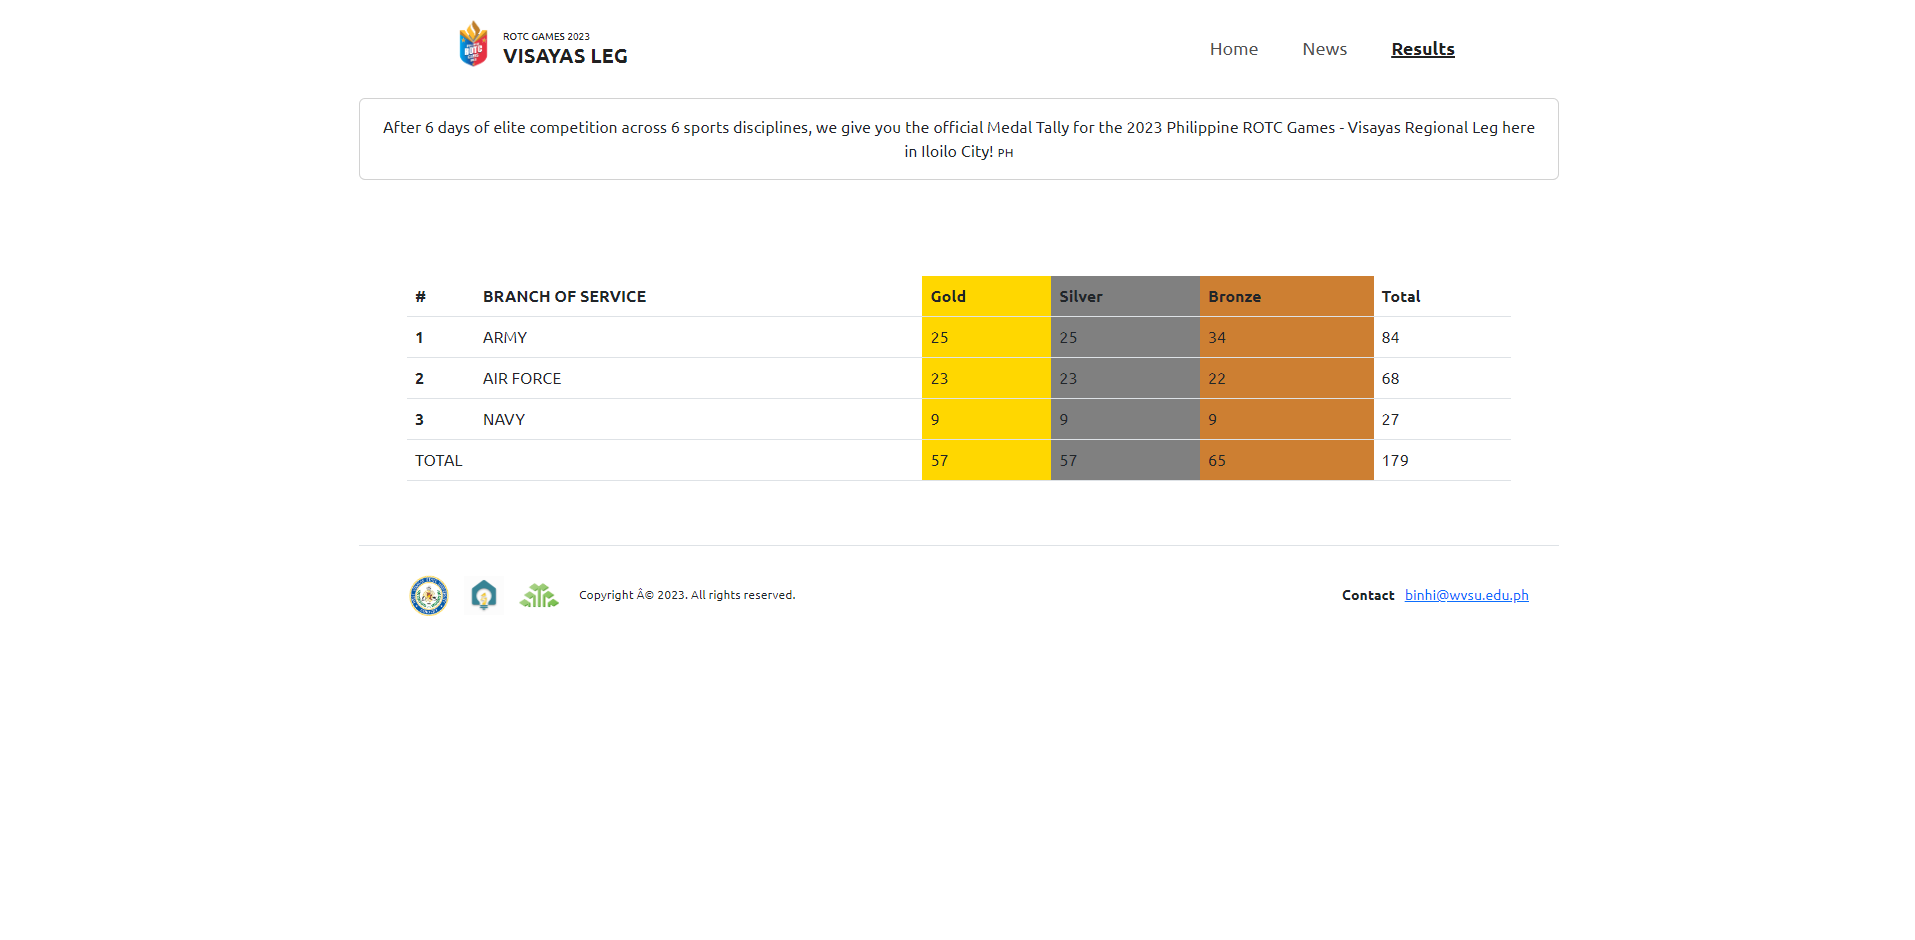 ROTC GAMES 2023
VISAYAS LEG
Home News Results
After 6 days of elite competition across 6 sports disciplines, we give you the official Medal Tally for the 2023 Philippine ROTC Games - Visayas Regional Leg here
in Iloilo City! PH
# BRANCH OF SERVICE Gold Silver Bronze Total
1 ARMY 25 25 34 84
2 AIR FORCE 23 23 22 68
3 NAVY 9 9 9 27
TOTAL 57 57 65 179
Copyright Â© 2023. All rights reserved.
Contact binhi@wvsu.edu.ph